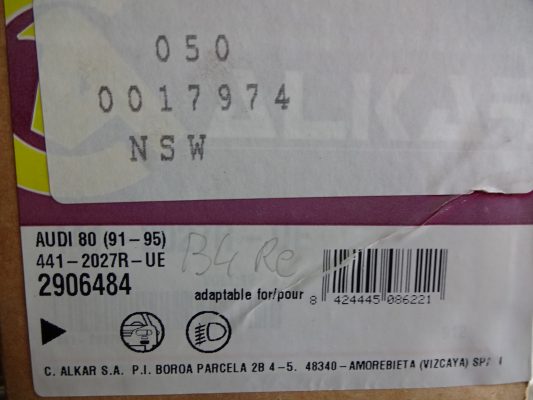 050
0017974
NSW
ALKAR
AUDI 80 (91-95)
441-2027R-UE
B4 Re
2906484
adaptable for/pour
8 424445 086221
C. ALKAR S.A. P.I. BOROA PARCELA 2B 4-5. 48340-AMOREBIETA (VIZCAYA)